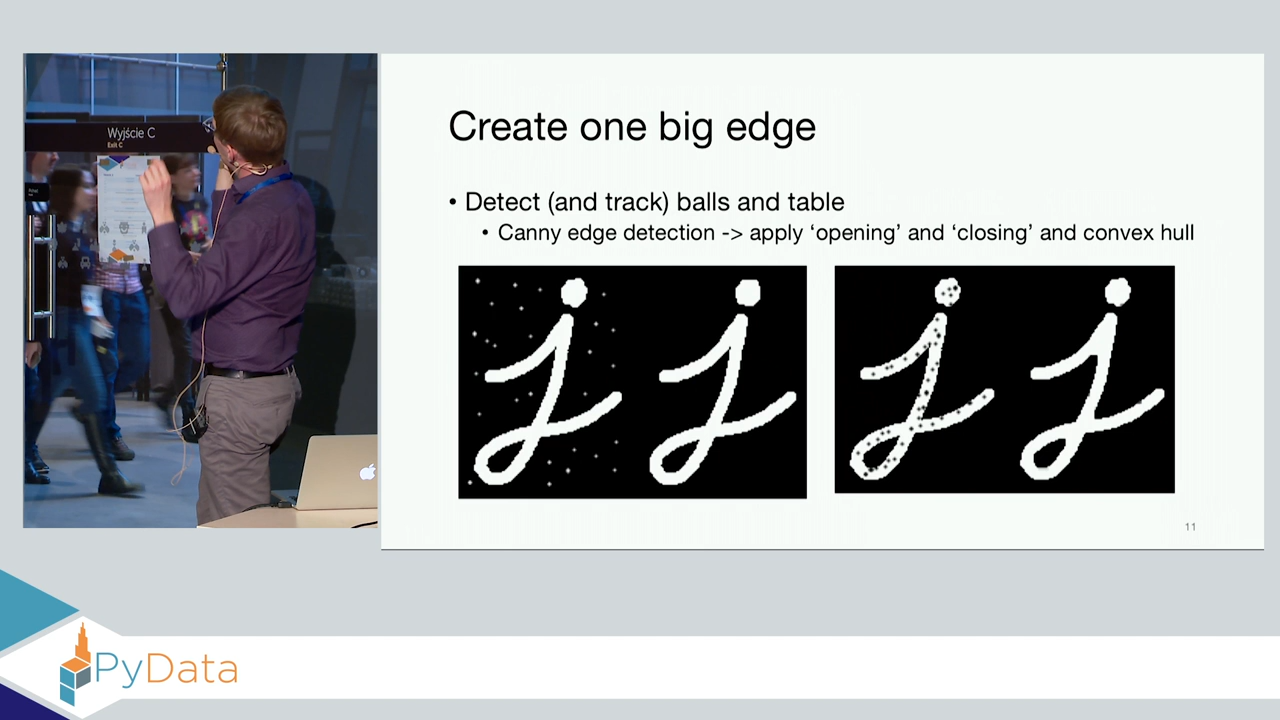 Wyjście C
Exit C
Create one big edge
• Detect (and track) balls and table
• Canny edge detection -> apply ‘opening’ and ‘closing’ and convex hull
11
PyData